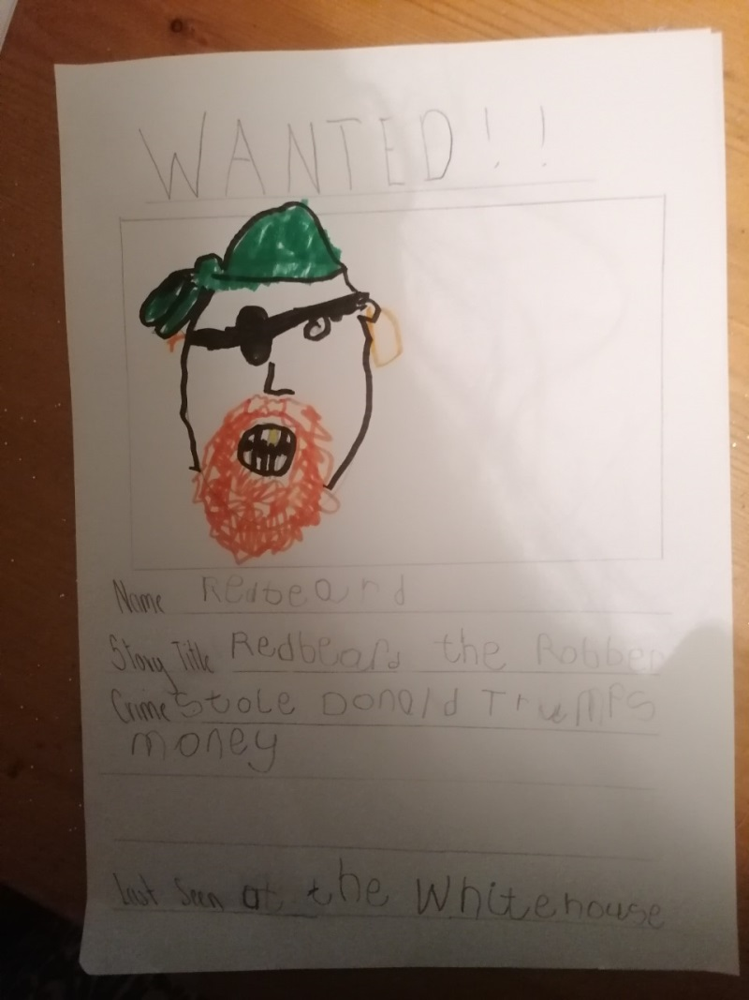 WANTED!!
Name Redbeard
Story Title Redbeard the Robber
Crime Stole Donald Trumps
money
Last Seen at the Whitehouse